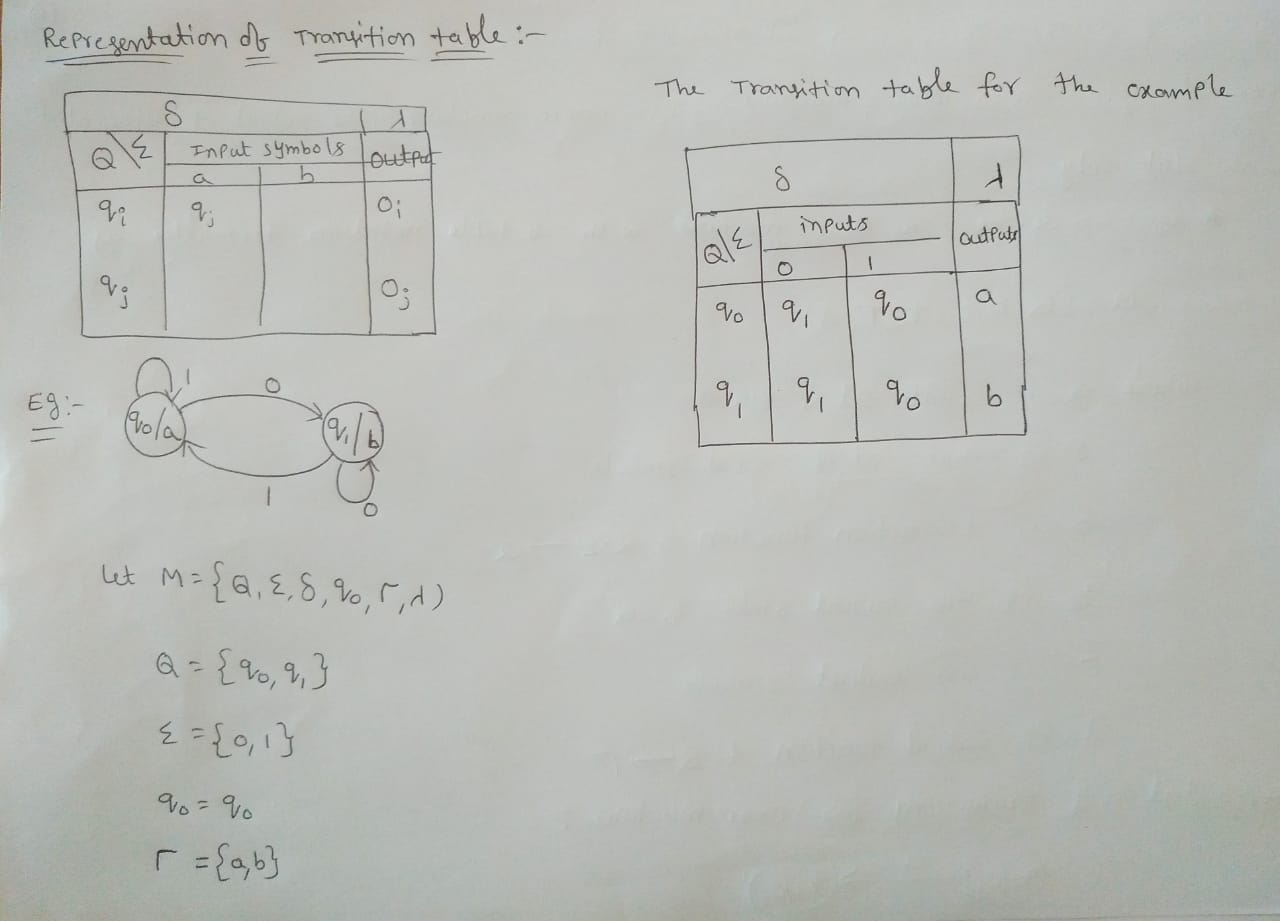 Representation of Transition table :-
δ λ
Q\Σ Input symbols output
a b
qi qj Oi
qj Oj
Eg:-
1 0
q0/a q1/b
1 0
Let M = {Q, Σ, δ, q0, Γ, λ)
Q = {q0, q1}
Σ = {0, 1}
q0 = q0
Γ = {a,b}
The Transition table for the example
δ λ
Q\Σ inputs outputs
0 1
q0 q1 q0 a
q1 q1 q0 b